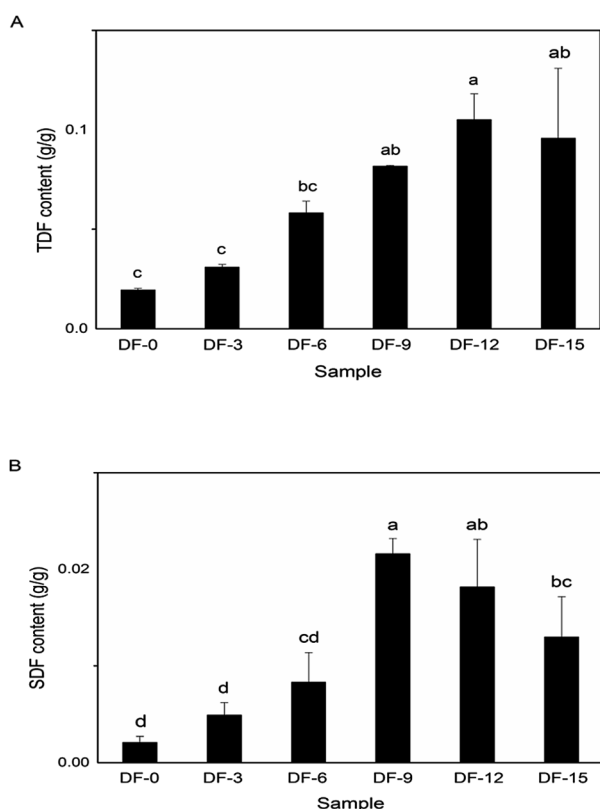 A
TDF content (g/g)
0.1
0.0
c
c
bc
ab
a
ab
DF-0 DF-3 DF-6 DF-9 DF-12 DF-15
Sample
B
SDF content (g/g)
0.02
0.00
d
d
cd
a
ab
bc
DF-0 DF-3 DF-6 DF-9 DF-12 DF-15
Sample